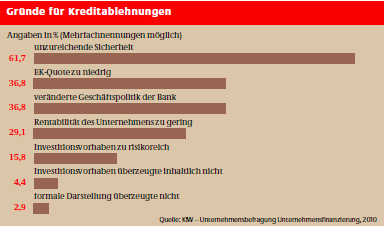 Gründe für Kreditablehnungen
Angaben in % (Mehrfachnennungen möglich)
unzureichende Sicherheit
61,7
EK-Quote zu niedrig
36,8
veränderte Geschäftspolitik der Bank
36,8
Rentabilität des Unternehmens zu gering
29,1
Investitionsvorhaben zu risikoreich
15,8
Investitionsvorhaben überzeugte inhaltlich nicht
4,4
formale Darstellung überzeugte nicht
2,9
Quelle: KfW – Unternehmensbefragung Unternehmensfinanzierung, 2010